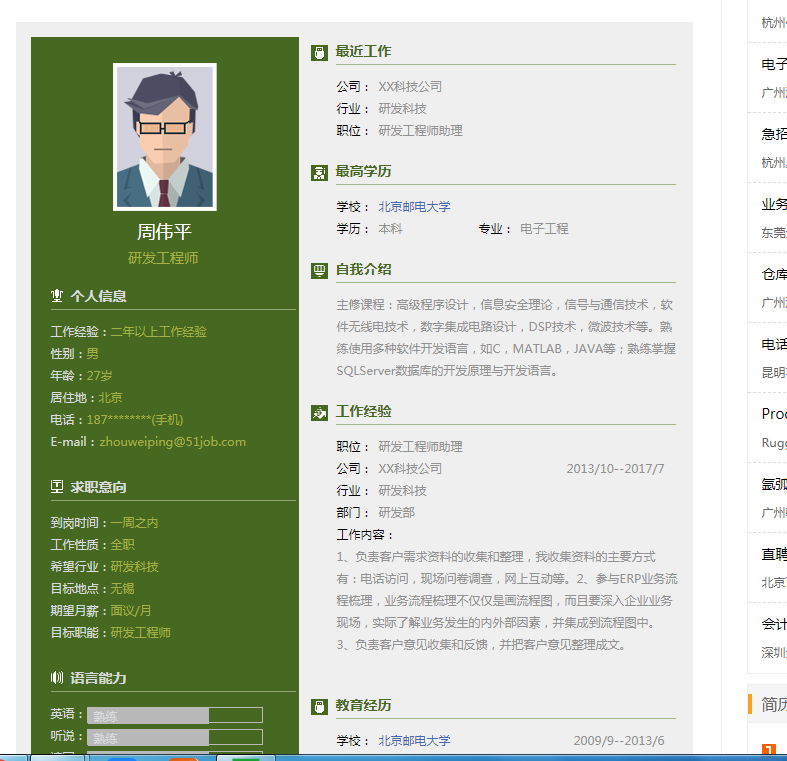 周伟平
研发工程师
个人信息
工作经验：二年以上工作经验
性别：男
年龄：27岁
居住地：北京
电话：187********(手机)
E-mail：zhouweiping@51job.com
求职意向
到岗时间：一周之内
工作性质：全职
希望行业：研发科技
目标地点：无锡
期望月薪：面议/月
目标职能：研发工程师
语言能力
英语：熟练
听说：熟练
最近工作
公司： XX科技公司
行业： 研发科技
职位： 研发工程师助理
最高学历
学校： 北京邮电大学
学历： 本科 专业： 电子工程
自我介绍
主修课程：高级程序设计，信息安全理论，信号与通信技术，软
件无线电技术，数字集成电路设计，DSP技术，微波技术等。熟
练使用多种软件开发语言，如C，MATLAB，JAVA等；熟练掌握
SQLServer数据库的开发原理与开发语言。
工作经验
职位： 研发工程师助理
公司： XX科技公司 2013/10--2017/7
行业： 研发科技
部门： 研发部
工作内容：
1、负责客户需求资料的收集和整理，我收集资料的主要方式
有：电话访问，现场问卷调查，网上互动等。2、参与ERP业务流
程梳理，业务流程梳理不仅仅是画流程图，而且要深入企业业务
现场，实际了解业务发生的内外部因素，并集成到流程图中。
3、负责客户意见收集和反馈，并把客户意见整理成文。
教育经历
学校： 北京邮电大学 2009/9--2013/6
杭州
电子
广州
急招
杭州
业务
东莞
仓库
广州
电话
昆明
Proc
Rugg
氩弧
广州
直聘
北京
会计
深圳
简历
1